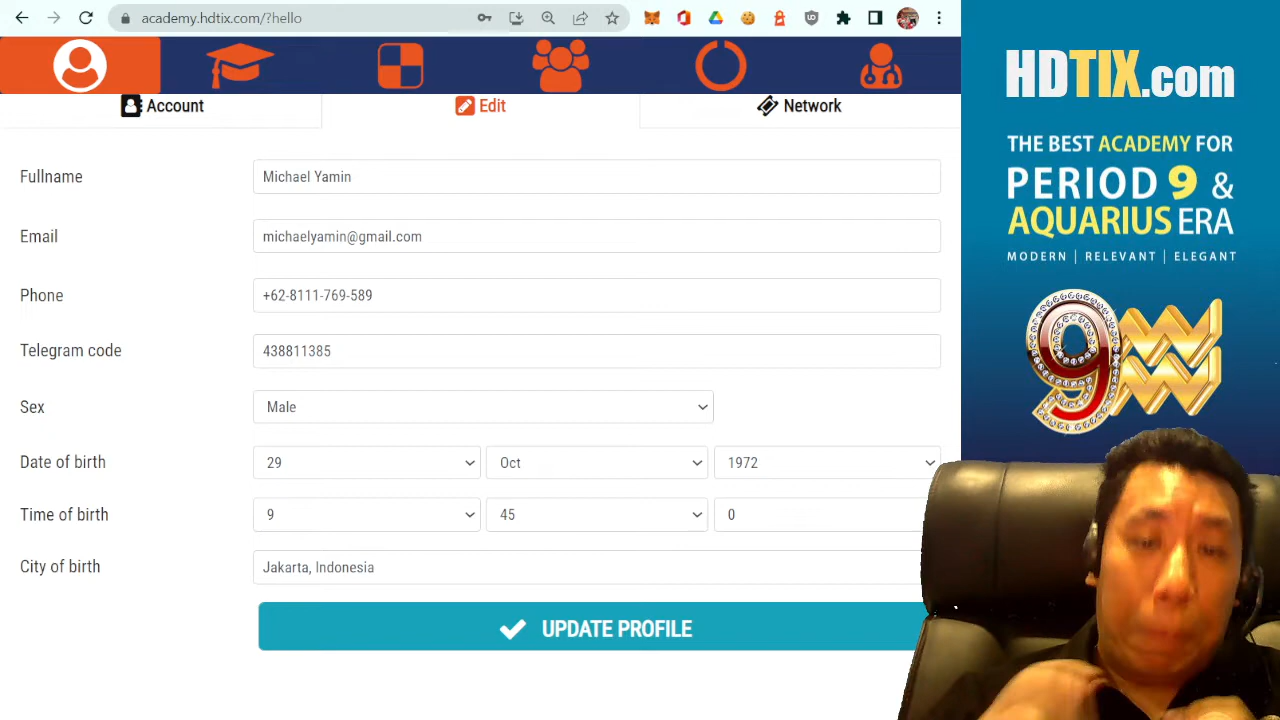 academy.hdtix.com/?hello
Account
Edit
Network
Fullname
Michael Yamin
Email
michaelyamin@gmail.com
Phone
+62-8111-769-589
Telegram code
438811385
Sex
Male
Date of birth
29
Oct
1972
Time of birth
9
45
0
City of birth
Jakarta, Indonesia
UPDATE PROFILE
HDTIX.com
THE BEST ACADEMY FOR
PERIOD 9 &
AQUARIUS ERA
MODERN | RELEVANT | ELEGANT
9